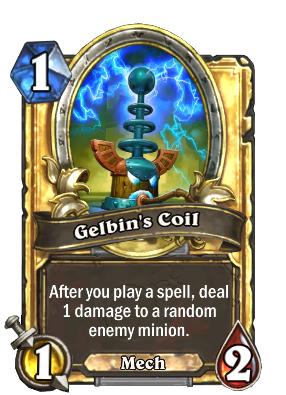 1
Gelbin's Coil
After you play a spell, deal
1 damage to a random
enemy minion.
1
Mech
2